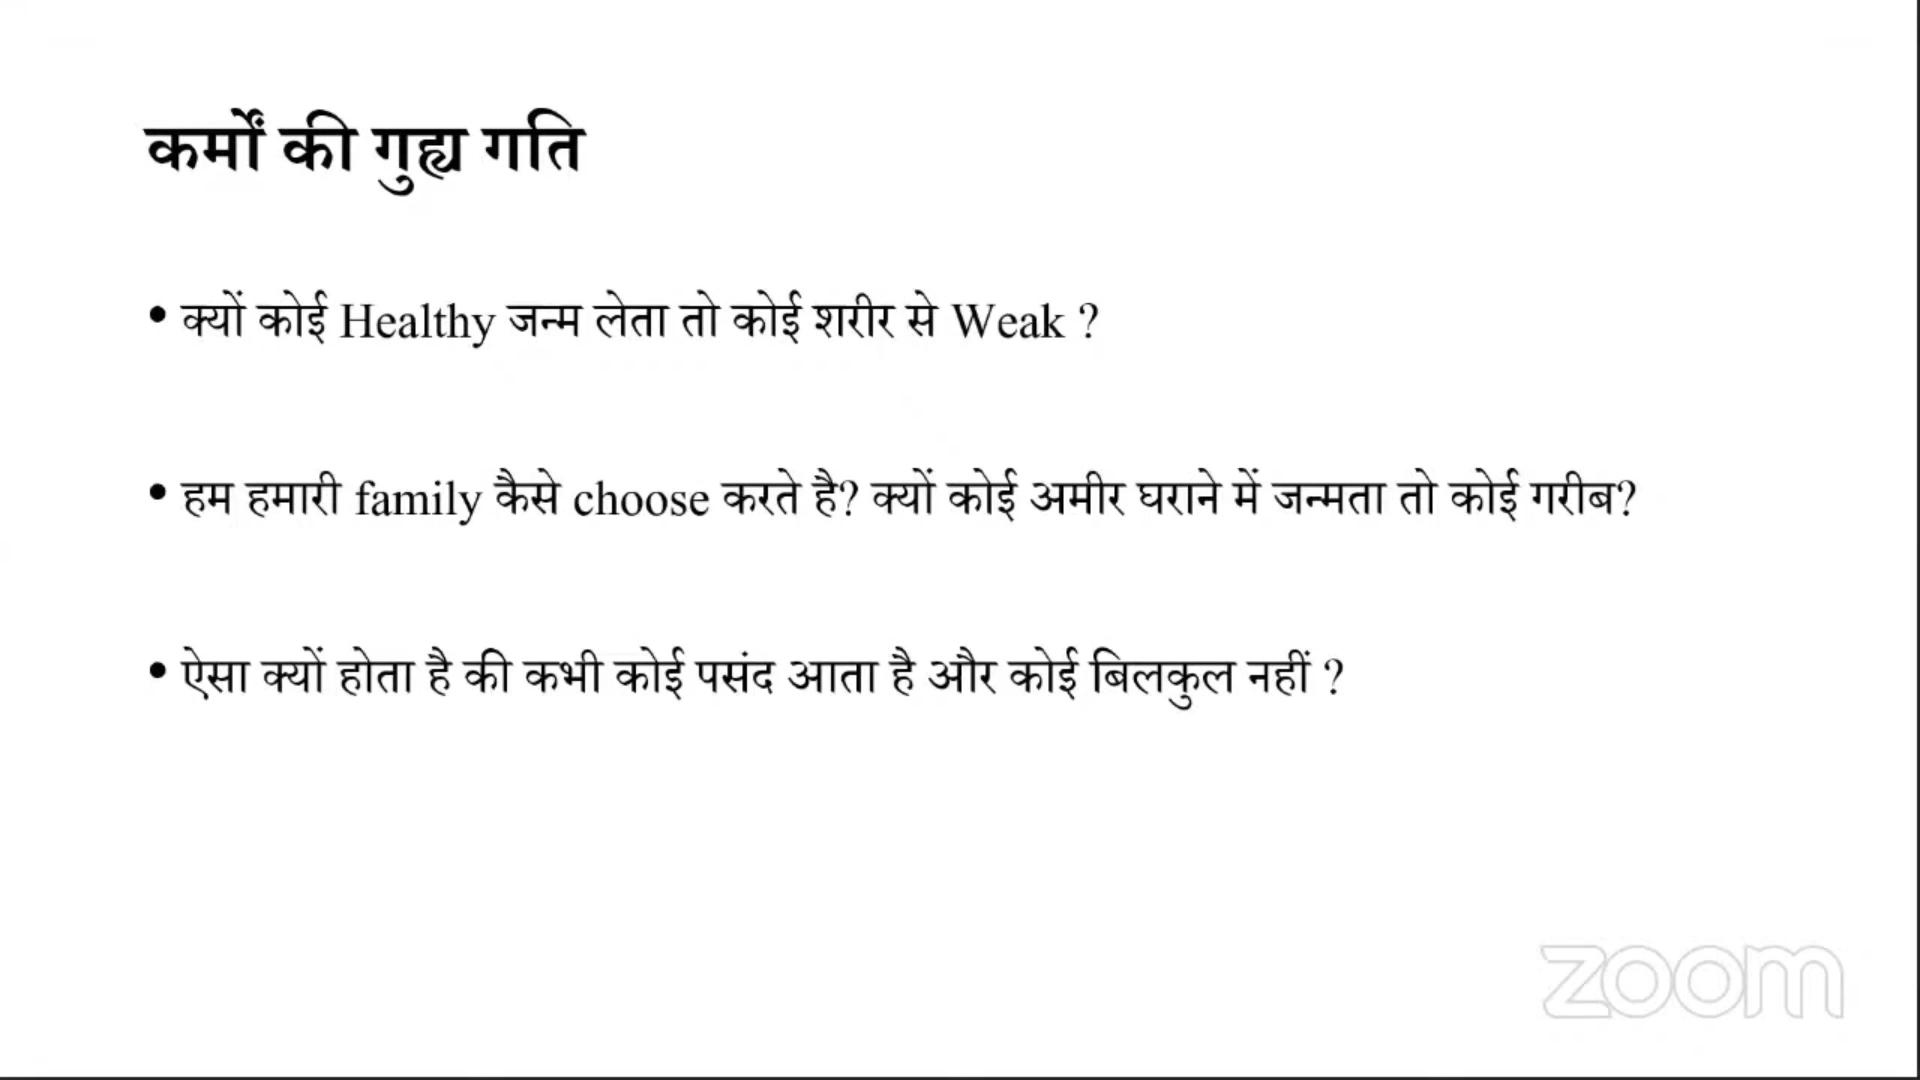 कर्मों की गुह्य गति
• क्यों कोई Healthy जन्म लेता तो कोई शरीर से Weak ?
• हम हमारी family कैसे choose करते है? क्यों कोई अमीर घराने में जन्मता तो कोई गरीब?
• ऐसा क्यों होता है की कभी कोई पसंद आता है और कोई बिलकुल नहीं ?
zoom